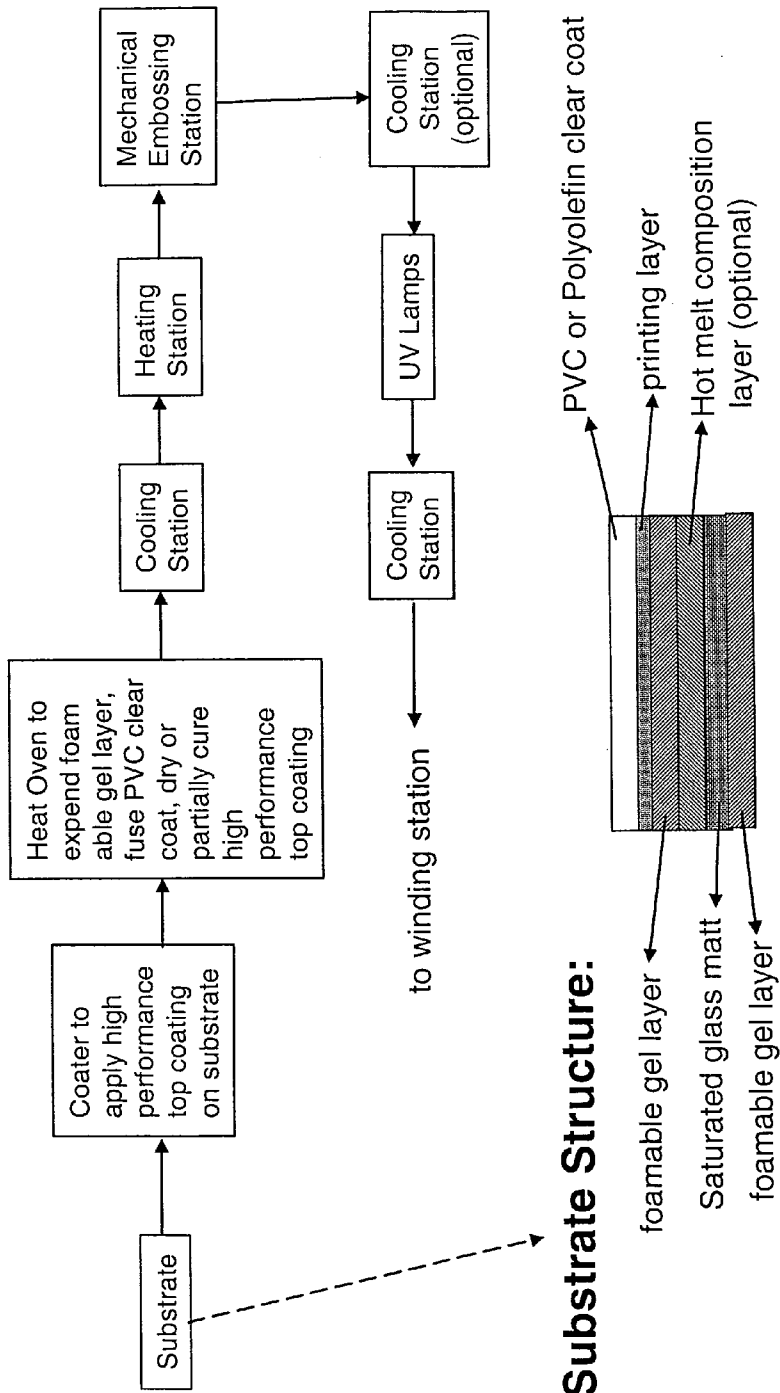 Substrate
Coater to
apply high
performance
top coating
on substrate
Heat Oven to
expend foam
able gel layer,
fuse PVC clear
coat, dry or
partially cure
high
performance
top coating
Cooling
Station
Heating
Station
Mechanical
Embossing
Station
Cooling
Station
(optional)
UV Lamps
Cooling
Station
to winding station
Substrate Structure:
foamable gel layer
Saturated glass matt
foamable gel layer
PVC or Polyolefin clear coat
printing layer
Hot melt composition
layer (optional)